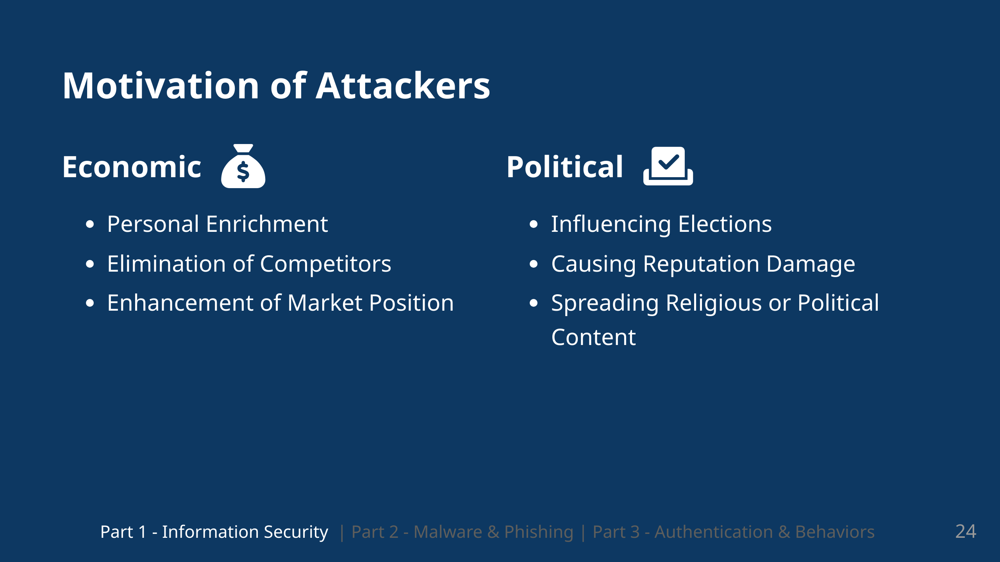 Motivation of Attackers
Economic
Personal Enrichment
Elimination of Competitors
Enhancement of Market Position
Political
Influencing Elections
Causing Reputation Damage
Spreading Religious or Political
Content
Part 1 - Information Security | Part 2 - Malware & Phishing | Part 3 - Authentication & Behaviors
24